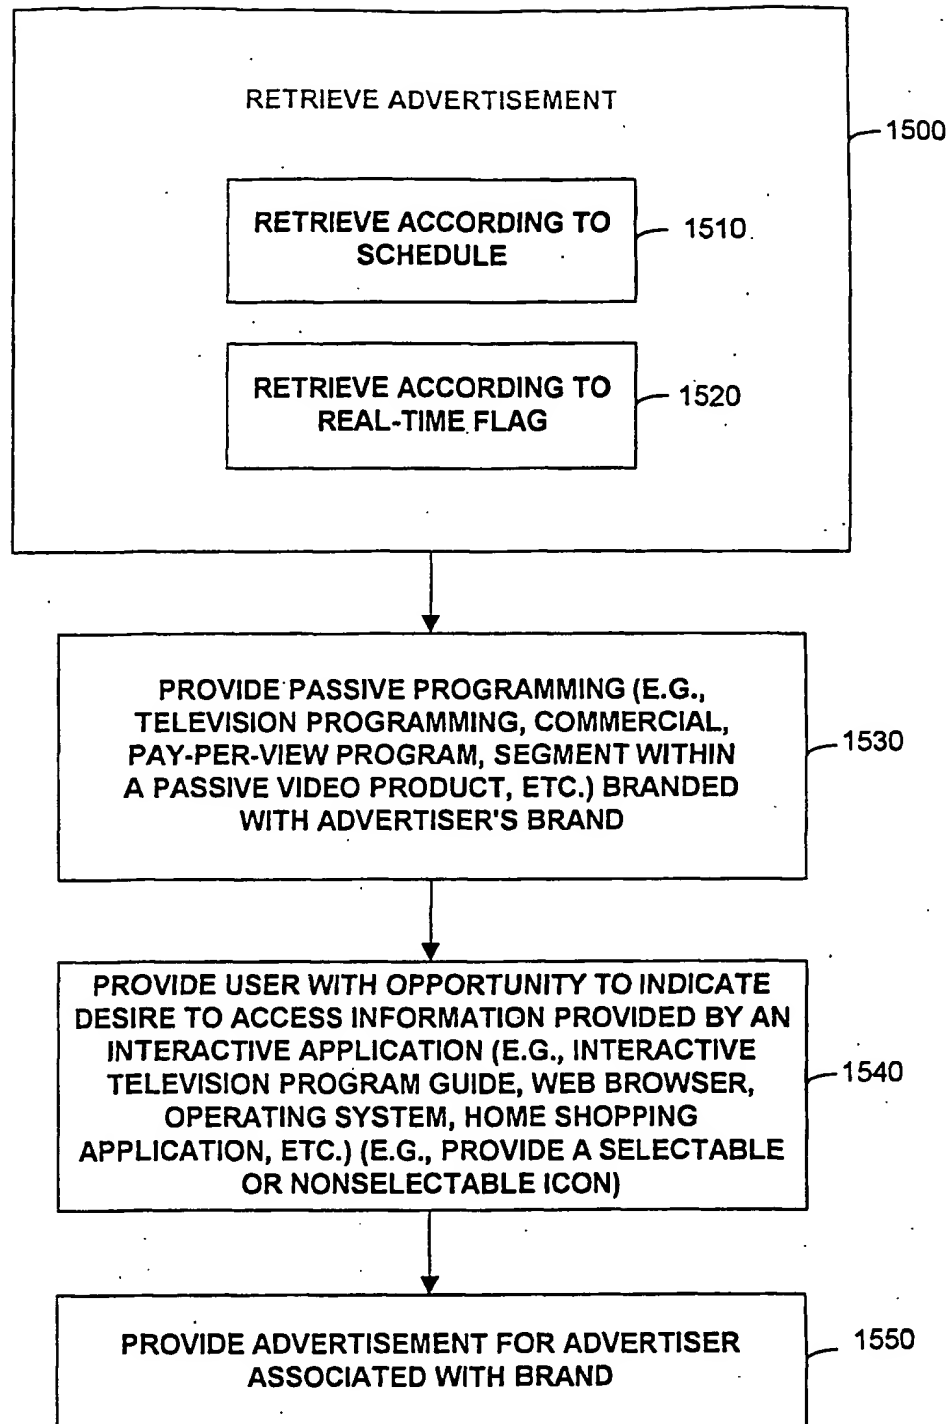 RETRIEVE ADVERTISEMENT
1500
RETRIEVE ACCORDING TO
SCHEDULE
1510
RETRIEVE ACCORDING TO
REAL-TIME FLAG
1520
PROVIDE PASSIVE PROGRAMMING (E.G.,
TELEVISION PROGRAMMING, COMMERCIAL,
PAY-PER-VIEW PROGRAM, SEGMENT WITHIN
A PASSIVE VIDEO PRODUCT, ETC.) BRANDED
WITH ADVERTISER'S BRAND
1530
PROVIDE USER WITH OPPORTUNITY TO INDICATE
DESIRE TO ACCESS INFORMATION PROVIDED BY AN
INTERACTIVE APPLICATION (E.G., INTERACTIVE
TELEVISION PROGRAM GUIDE, WEB BROWSER,
OPERATING SYSTEM, HOME SHOPPING
APPLICATION, ETC.) (E.G., PROVIDE A SELECTABLE
OR NONSELECTABLE ICON)
1540
PROVIDE ADVERTISEMENT FOR ADVERTISER
ASSOCIATED WITH BRAND
1550